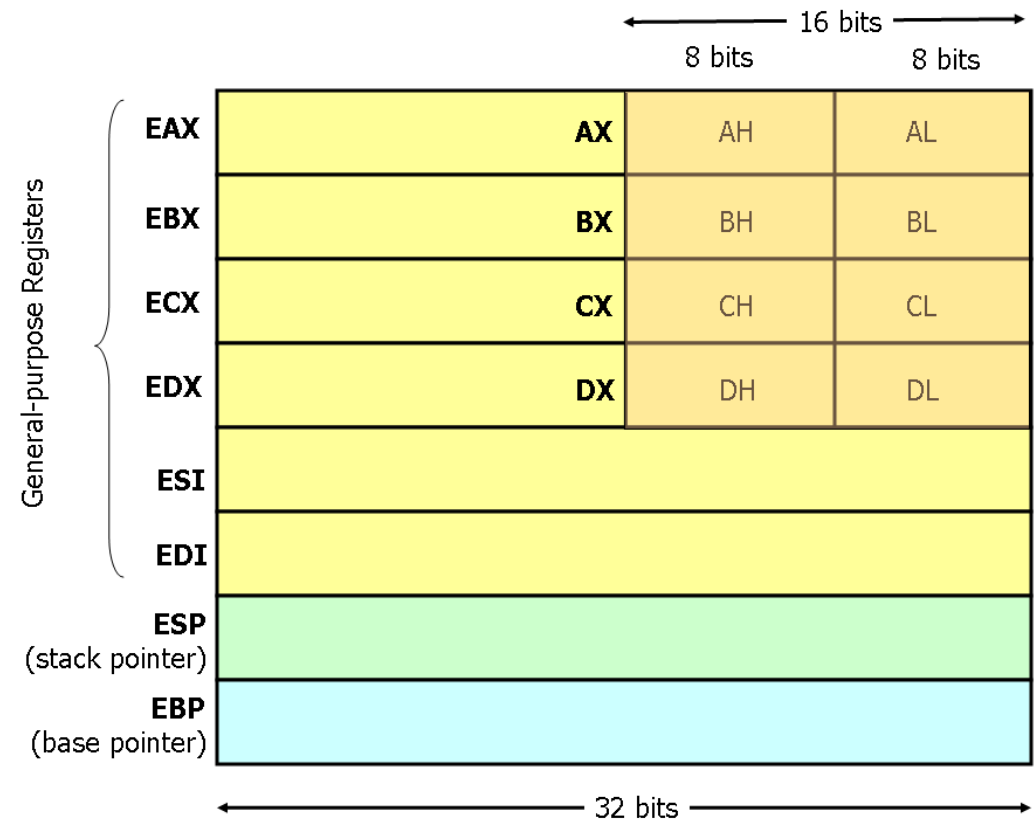 16 bits
8 bits 8 bits
General-purpose Registers
EAX AX AH AL
EBX BX BH BL
ECX CX CH CL
EDX DX DH DL
ESI
EDI
ESP
(stack pointer)
EBP
(base pointer)
32 bits